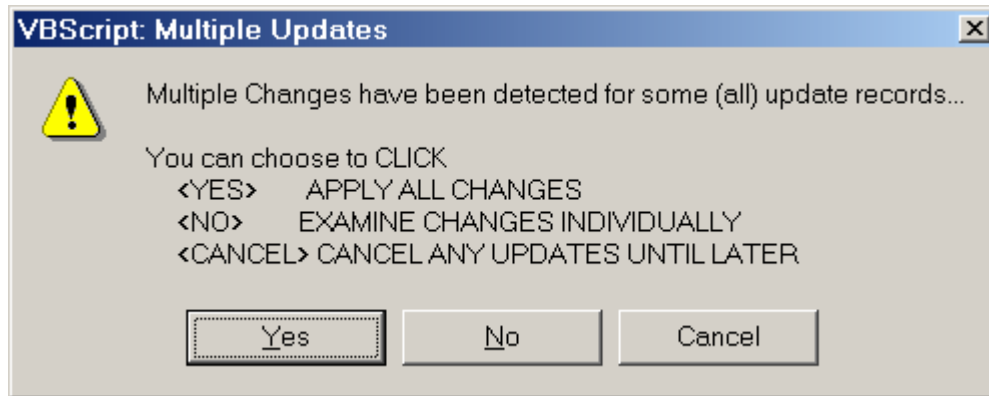 VBScript: Multiple Updates
Multiple Changes have been detected for some (all) update records...
You can choose to CLICK
<YES> APPLY ALL CHANGES
<NO> EXAMINE CHANGES INDIVIDUALLY
<CANCEL> CANCEL ANY UPDATES UNTIL LATER
Yes No Cancel